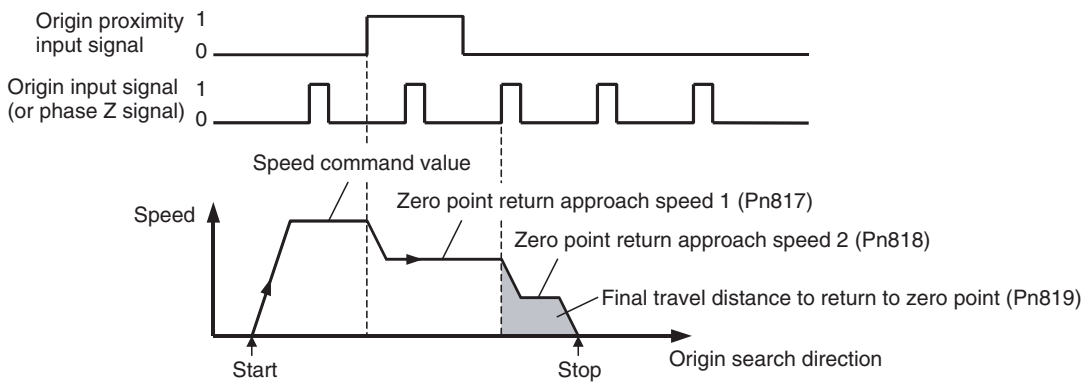 Origin proximity
input signal
1
0
Origin input signal
(or phase Z signal)
1
0
Speed command value
Speed
Zero point return approach speed 1 (Pn817)
Zero point return approach speed 2 (Pn818)
Final travel distance to return to zero point (Pn819)
Origin search direction
Start
Stop